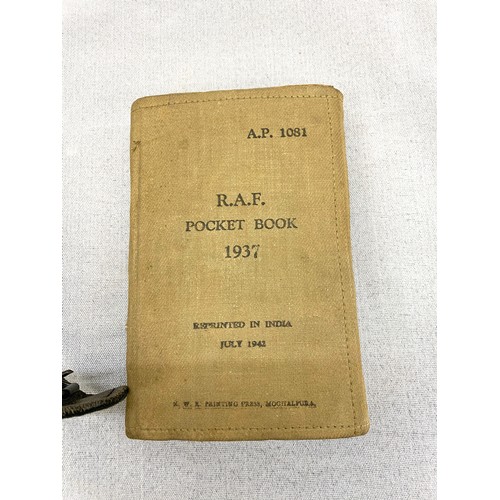 A.P. 1081
R.A.F.
POCKET BOOK
1937
REPRINTED IN INDIA
JULY 1942
N. W. R. PRINTING PRESS, MOGHALPURA.